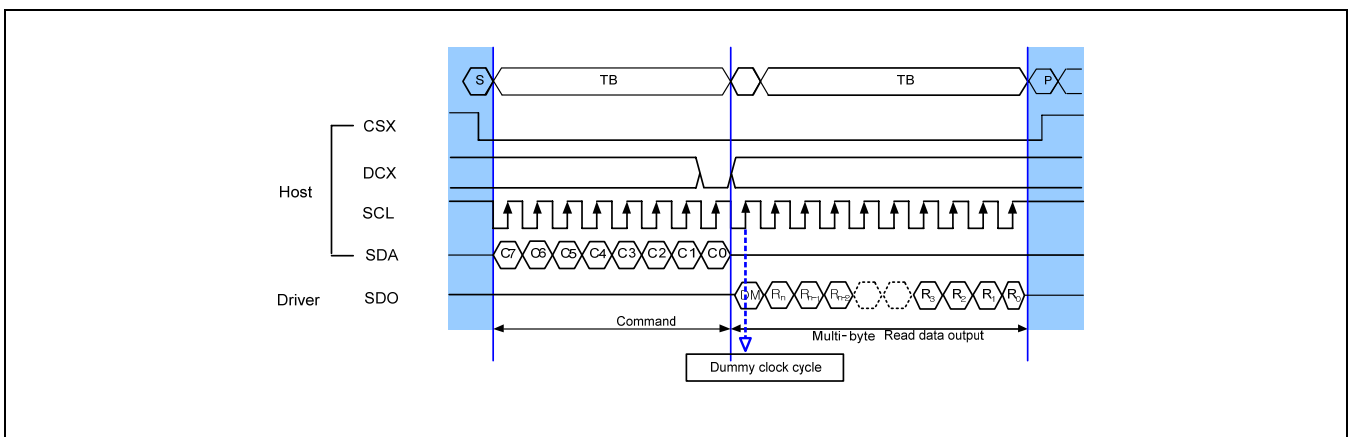 S TB TB P
CSX
DCX
Host
SCL
SDA C7 C6 C5 C4 C3 C2 C1 C0
Driver SDO DM Rn Rn-1 Rn-2 R3 R2 R1 R0
Command
Multi-byte Read data output
Dummy clock cycle